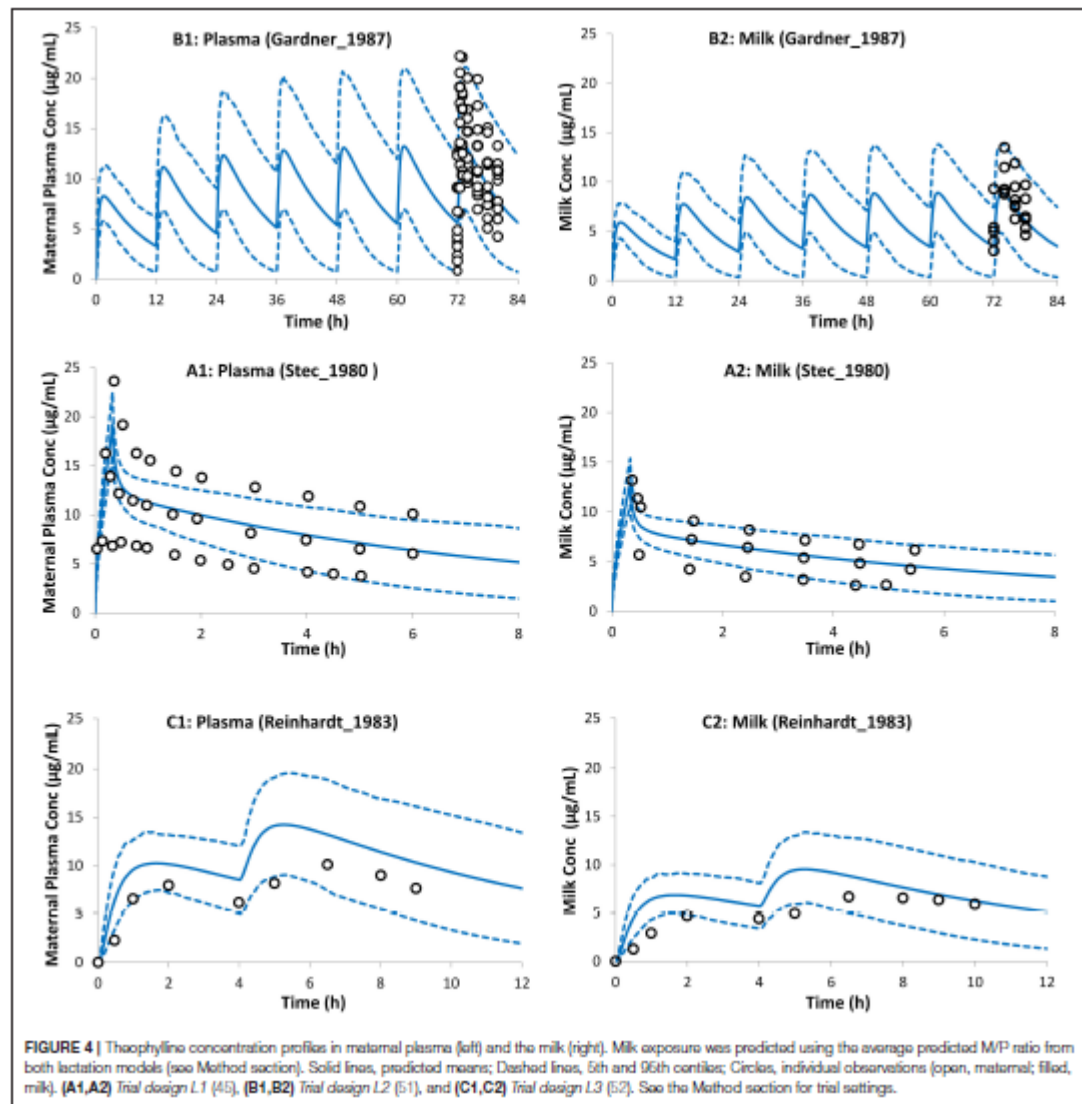 B1: Plasma (Gardner_1987)
Maternal Plasma Conc (µg/mL)
25
20
15
10
5
0
0 12 24 36 48 60 72 84
Time (h)
B2: Milk (Gardner_1987)
Milk Conc (µg/mL)
25
20
15
10
5
0
0 12 24 36 48 60 72 84
Time (h)
A1: Plasma (Stec_1980 )
Maternal Plasma Conc (µg/mL)
25
20
15
10
5
0
0 2 4 6 8
Time (h)
A2: Milk (Stec_1980)
Milk Conc (µg/mL)
25
20
15
10
5
0
0 2 4 6 8
Time (h)
C1: Plasma (Reinhardt_1983)
Maternal Plasma Conc (µg/mL)
25
20
15
10
5
0
0 2 4 6 8 10 12
Time (h)
C2: Milk (Reinhardt_1983)
Milk Conc (µg/mL)
25
20
15
10
5
0
0 2 4 6 8 10 12
Time (h)
FIGURE 4 | Theophylline concentration profiles in maternal plasma (left) and the milk (right). Milk exposure was predicted using the average predicted M/P ratio from
both lactation models (see Method section). Solid lines, predicted means; Dashed lines, 5th and 95th centiles; Circles, individual observations (open, maternal; filled,
milk). (A1,A2) Trial design L1 (45), (B1,B2) Trial design L2 (51), and (C1,C2) Trial design L3 (52). See the Method section for trial settings.